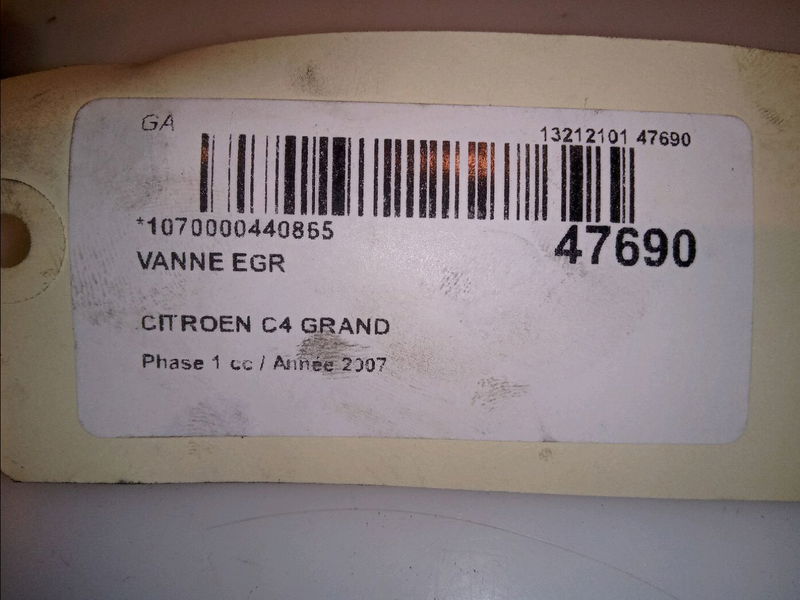 GA
13212101 47690
*1070000440865
47690
VANNE EGR
CITROEN C4 GRAND
Phase 1 cc / Année 2007